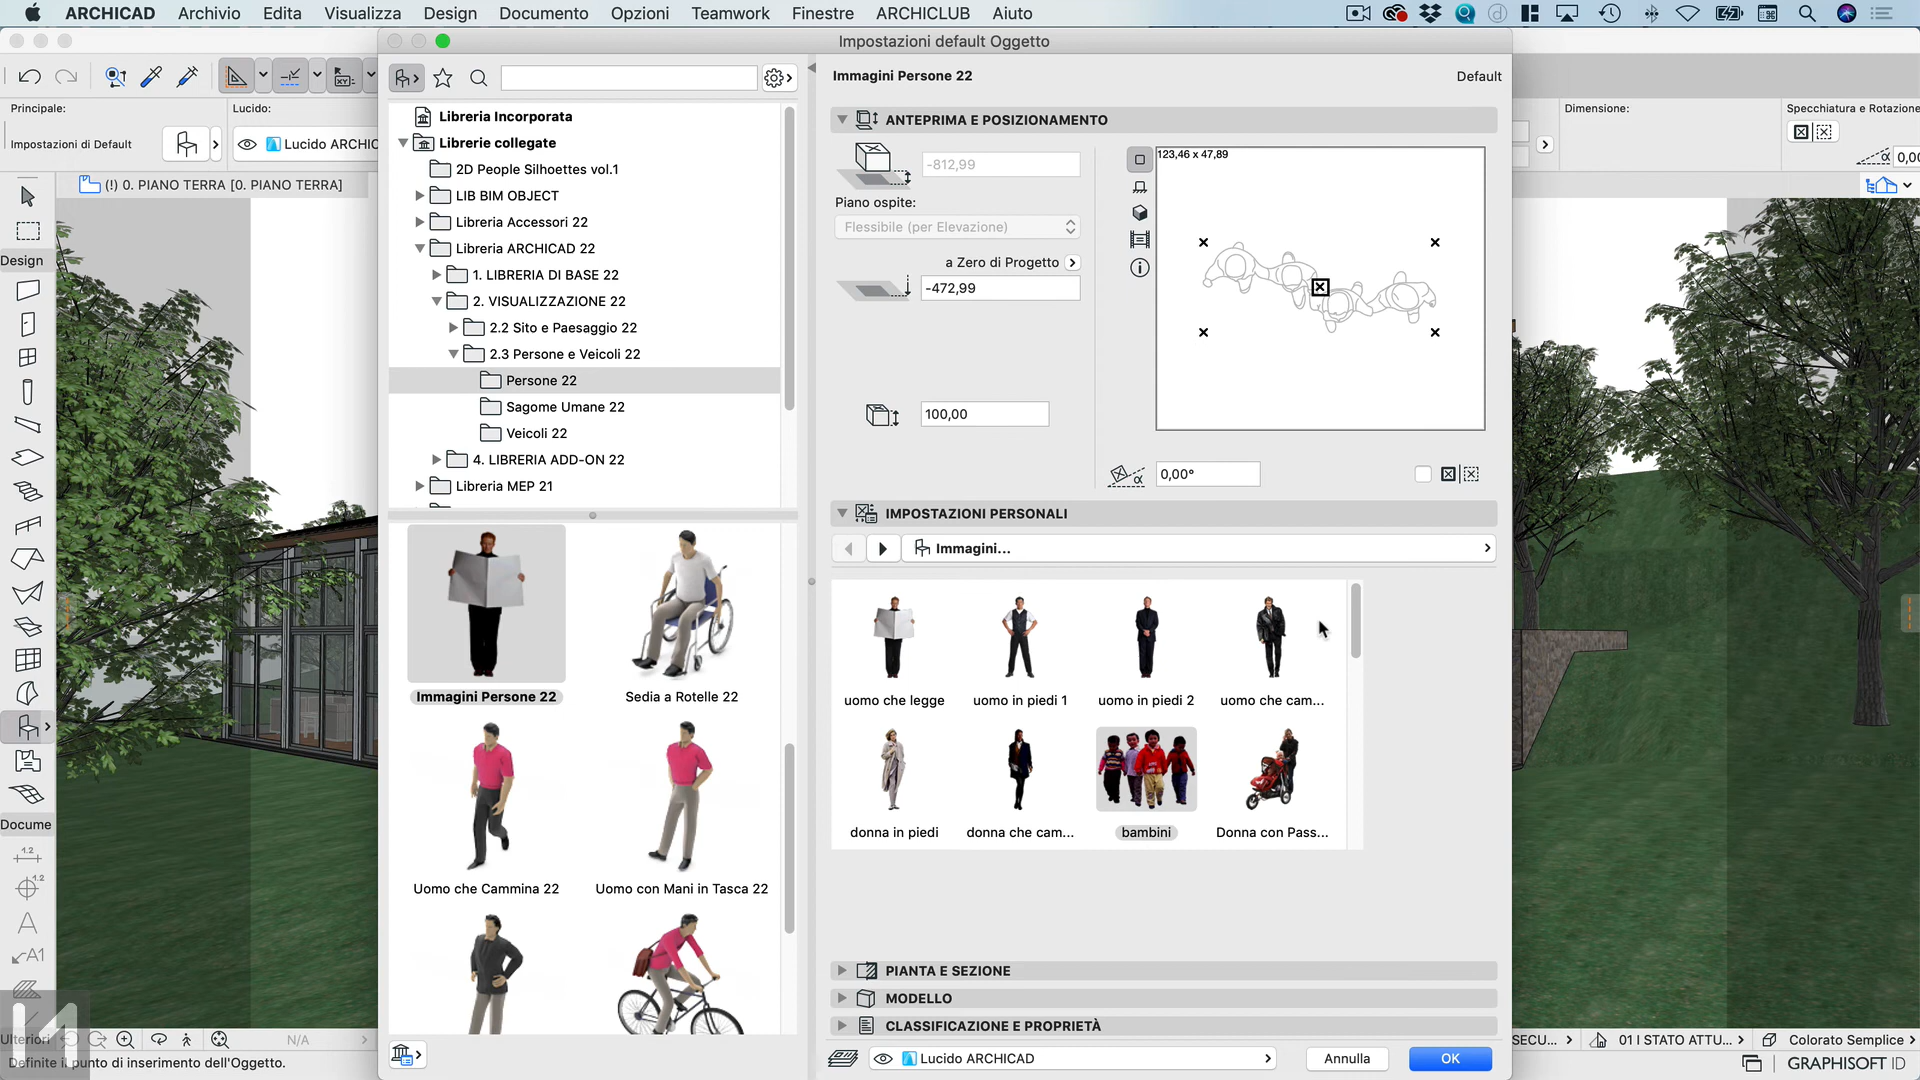 ARCHICAD Archivio Edita Visualizza Design Documento Opzioni Teamwork Finestre ARCHICLUB Aiuto
Impostazioni default Oggetto
Principale:
Lucido:
Impostazioni di Default
Lucido ARCHIC
(!) 0. PIANO TERRA [0. PIANO TERRA]
Dimensione:
Specchiatura e Rotazione
0,00
Design
Docume
Ulteriori
N/A
Definite il punto di inserimento dell'Oggetto.
Libreria Incorporata
Librerie collegate
2D People Silhoettes vol.1
LIB BIM OBJECT
Libreria Accessori 22
Libreria ARCHICAD 22
1. LIBRERIA DI BASE 22
2. VISUALIZZAZIONE 22
2.2 Sito e Paesaggio 22
2.3 Persone e Veicoli 22
Persone 22
Sagome Umane 22
Veicoli 22
4. LIBRERIA ADD-ON 22
Libreria MEP 21
Immagini Persone 22
Sedia a Rotelle 22
Uomo che Cammina 22
Uomo con Mani in Tasca 22
Immagini Persone 22
Default
ANTEPRIMA E POSIZIONAMENTO
-812,99
Piano ospite:
Flessibile (per Elevazione)
a Zero di Progetto
-472,99
100,00
123,46 x 47,89
0,00°
IMPOSTAZIONI PERSONALI
Immagini...
uomo che legge
uomo in piedi 1
uomo in piedi 2
uomo che cam...
donna in piedi
donna che cam...
bambini
Donna con Pass...
PIANTA E SEZIONE
MODELLO
CLASSIFICAZIONE E PROPRIETÀ
Lucido ARCHICAD
Annulla
OK
SECU...
01 I STATO ATTU...
Colorato Semplice
GRAPHISOFT ID